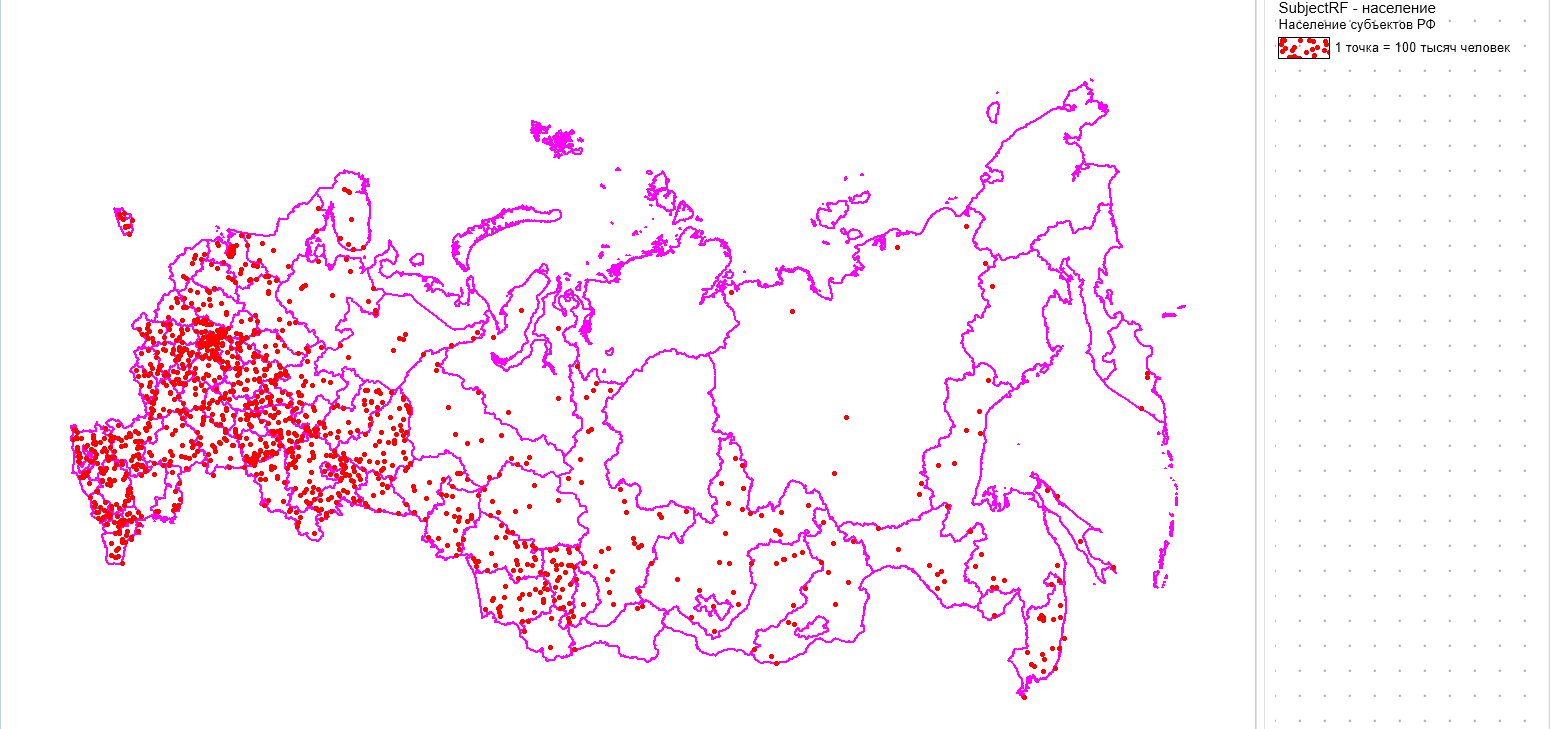 SubjectRF - население
Население субъектов РФ
1 точка = 100 тысяч человек